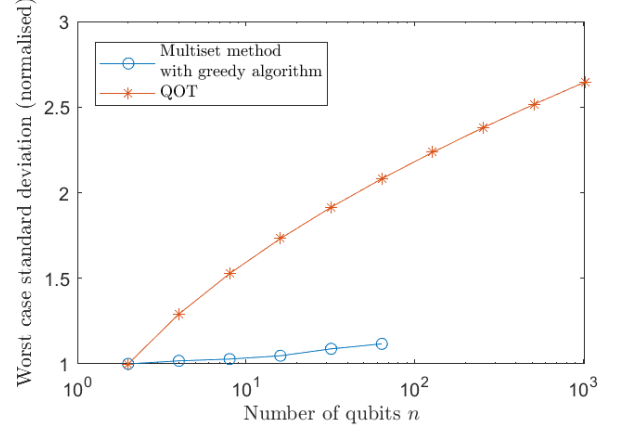 Worst case standard deviation (normalised)
3
2.5
2
1.5
1
Multiset method
with greedy algorithm
QOT
10^0
10^1
10^2
10^3
Number of qubits n